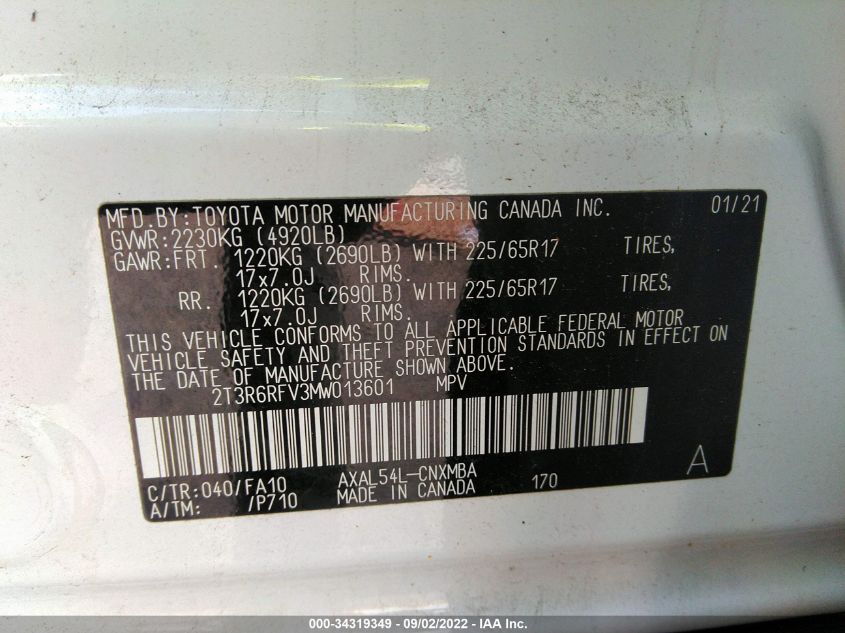 MFD.BY:TOYOTA MOTOR MANUFACTURING CANADA INC. 01/21
GVWR:2230KG (4920LB)
GAWR:FRT. 1220KG (2690LB) WITH 225/65R17 TIRES,
17x7.0J RIMS.
RR. 1220KG (2690LB) WITH 225/65R17 TIRES,
17x7.0J RIMS.
THIS VEHICLE CONFORMS TO ALL APPLICABLE FEDERAL MOTOR
VEHICLE SAFETY AND THEFT PREVENTION STANDARDS IN EFFECT ON
THE DATE OF MANUFACTURE SHOWN ABOVE.
2T3R6RFV3MW013601 MPV
C/TR:040/FA10 AXAL54L-CNXMBA A
A/TM: /P710 MADE IN CANADA 170
000-34319349 - 09/02/2022 - IAA Inc.